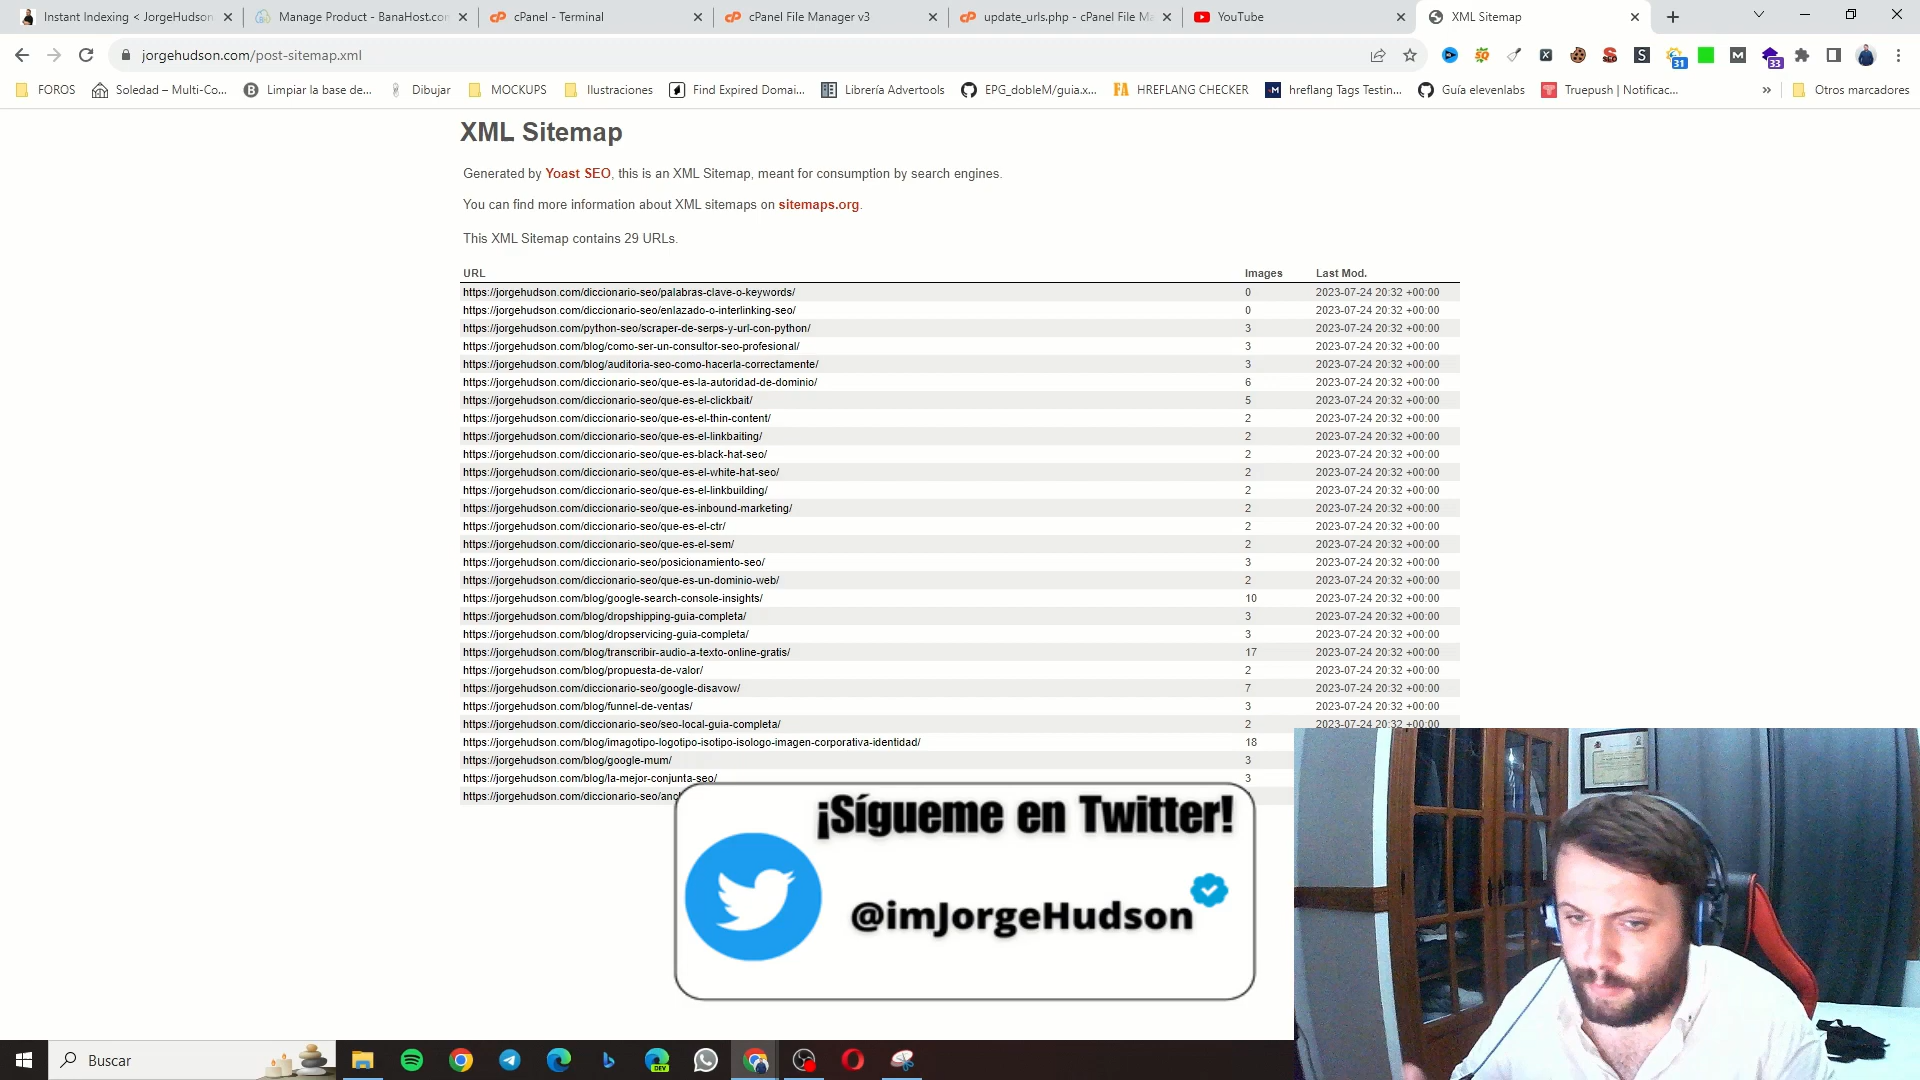 Instant Indexing < JorgeHudson
Manage Product - BanaHost.com
cPanel - Terminal
cPanel File Manager v3
update_urls.php - cPanel File M
YouTube
XML Sitemap
jorgehudson.com/post-sitemap.xml
31
33
FOROS
Soledad – Multi-Co...
Limpiar la base de...
Dibujar
MOCKUPS
Ilustraciones
Find Expired Domai...
Librería Advertools
EPG_dobleM/guia.x...
HREFLANG CHECKER
hreflang Tags Testin...
Guía elevenlabs
Truepush | Notificac...
Otros marcadores
XML Sitemap
Generated by Yoast SEO, this is an XML Sitemap, meant for consumption by search engines.
You can find more information about XML sitemaps on sitemaps.org.
This XML Sitemap contains 29 URLs.
URL Images Last Mod.
https://jorgehudson.com/diccionario-seo/palabras-clave-o-keywords/ 0 2023-07-24 20:32 +00:00
https://jorgehudson.com/diccionario-seo/enlazado-o-interlinking-seo/ 0 2023-07-24 20:32 +00:00
https://jorgehudson.com/python-seo/scraper-de-serps-y-url-con-python/ 3 2023-07-24 20:32 +00:00
https://jorgehudson.com/blog/como-ser-un-consultor-seo-profesional/ 3 2023-07-24 20:32 +00:00
https://jorgehudson.com/blog/auditoria-seo-como-hacerla-correctamente/ 3 2023-07-24 20:32 +00:00
https://jorgehudson.com/diccionario-seo/que-es-la-autoridad-de-dominio/ 6 2023-07-24 20:32 +00:00
https://jorgehudson.com/diccionario-seo/que-es-el-clickbait/ 5 2023-07-24 20:32 +00:00
https://jorgehudson.com/diccionario-seo/que-es-el-thin-content/ 2 2023-07-24 20:32 +00:00
https://jorgehudson.com/diccionario-seo/que-es-el-linkbaiting/ 2 2023-07-24 20:32 +00:00
https://jorgehudson.com/diccionario-seo/que-es-black-hat-seo/ 2 2023-07-24 20:32 +00:00
https://jorgehudson.com/diccionario-seo/que-es-el-white-hat-seo/ 2 2023-07-24 20:32 +00:00
https://jorgehudson.com/diccionario-seo/que-es-el-linkbuilding/ 2 2023-07-24 20:32 +00:00
https://jorgehudson.com/diccionario-seo/que-es-inbound-marketing/ 2 2023-07-24 20:32 +00:00
https://jorgehudson.com/diccionario-seo/que-es-el-ctr/ 2 2023-07-24 20:32 +00:00
https://jorgehudson.com/diccionario-seo/que-es-el-sem/ 2 2023-07-24 20:32 +00:00
https://jorgehudson.com/diccionario-seo/posicionamiento-seo/ 3 2023-07-24 20:32 +00:00
https://jorgehudson.com/diccionario-seo/que-es-un-dominio-web/ 2 2023-07-24 20:32 +00:00
https://jorgehudson.com/blog/google-search-console-insights/ 10 2023-07-24 20:32 +00:00
https://jorgehudson.com/blog/dropshipping-guia-completa/ 3 2023-07-24 20:32 +00:00
https://jorgehudson.com/blog/dropservicing-guia-completa/ 3 2023-07-24 20:32 +00:00
https://jorgehudson.com/blog/transcribir-audio-a-texto-online-gratis/ 17 2023-07-24 20:32 +00:00
https://jorgehudson.com/blog/propuesta-de-valor/ 2 2023-07-24 20:32 +00:00
https://jorgehudson.com/diccionario-seo/google-disavow/ 7 2023-07-24 20:32 +00:00
https://jorgehudson.com/blog/funnel-de-ventas/ 3 2023-07-24 20:32 +00:00
https://jorgehudson.com/diccionario-seo/seo-local-guia-completa/ 2 2023-07-24 20:32 +00:00
https://jorgehudson.com/blog/imagotipo-logotipo-isotipo-isologo-imagen-corporativa-identidad/ 18
https://jorgehudson.com/blog/google-mum/ 3
https://jorgehudson.com/blog/la-mejor-conjunta-seo/ 3
https://jorgehudson.com/diccionario-seo/anc
¡Sígueme en Twitter!
@imJorgeHudson
Buscar
DEV